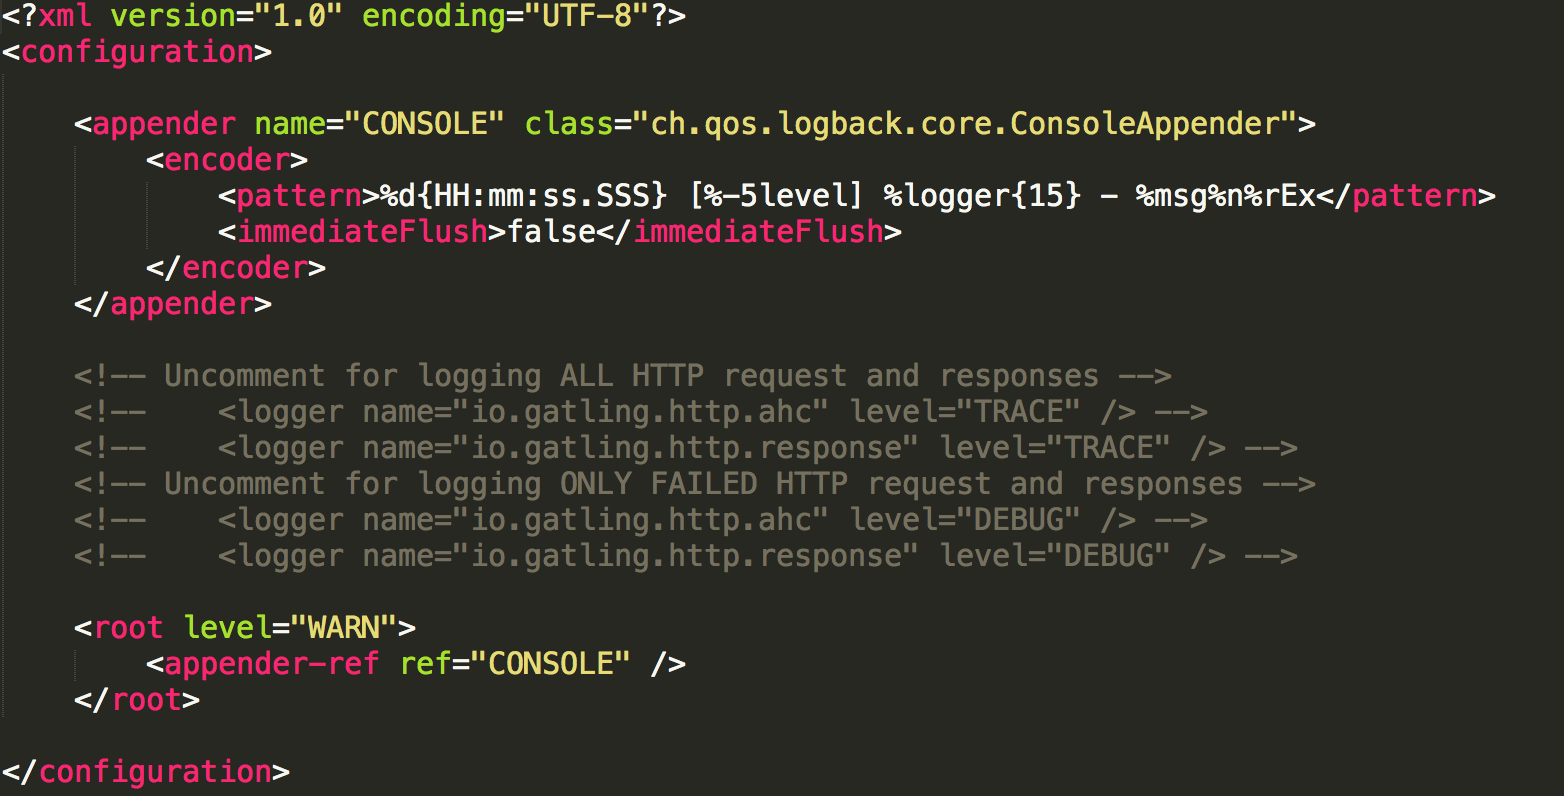 <?xml version="1.0" encoding="UTF-8"?>
<configuration>
<appender name="CONSOLE" class="ch.qos.logback.core.ConsoleAppender">
<encoder>
<pattern>%d{HH:mm:ss.SSS} [%-5level] %logger{15} - %msg%n%rEx</pattern>
<immediateFlush>false</immediateFlush>
</encoder>
</appender>
<!-- Uncomment for logging ALL HTTP request and responses -->
<!--    <logger name="io.gatling.http.ahc" level="TRACE" /> -->
<!--    <logger name="io.gatling.http.response" level="TRACE" /> -->
<!-- Uncomment for logging ONLY FAILED HTTP request and responses -->
<!--    <logger name="io.gatling.http.ahc" level="DEBUG" /> -->
<!--    <logger name="io.gatling.http.response" level="DEBUG" /> -->
<root level="WARN">
<appender-ref ref="CONSOLE" />
</root>
</configuration>